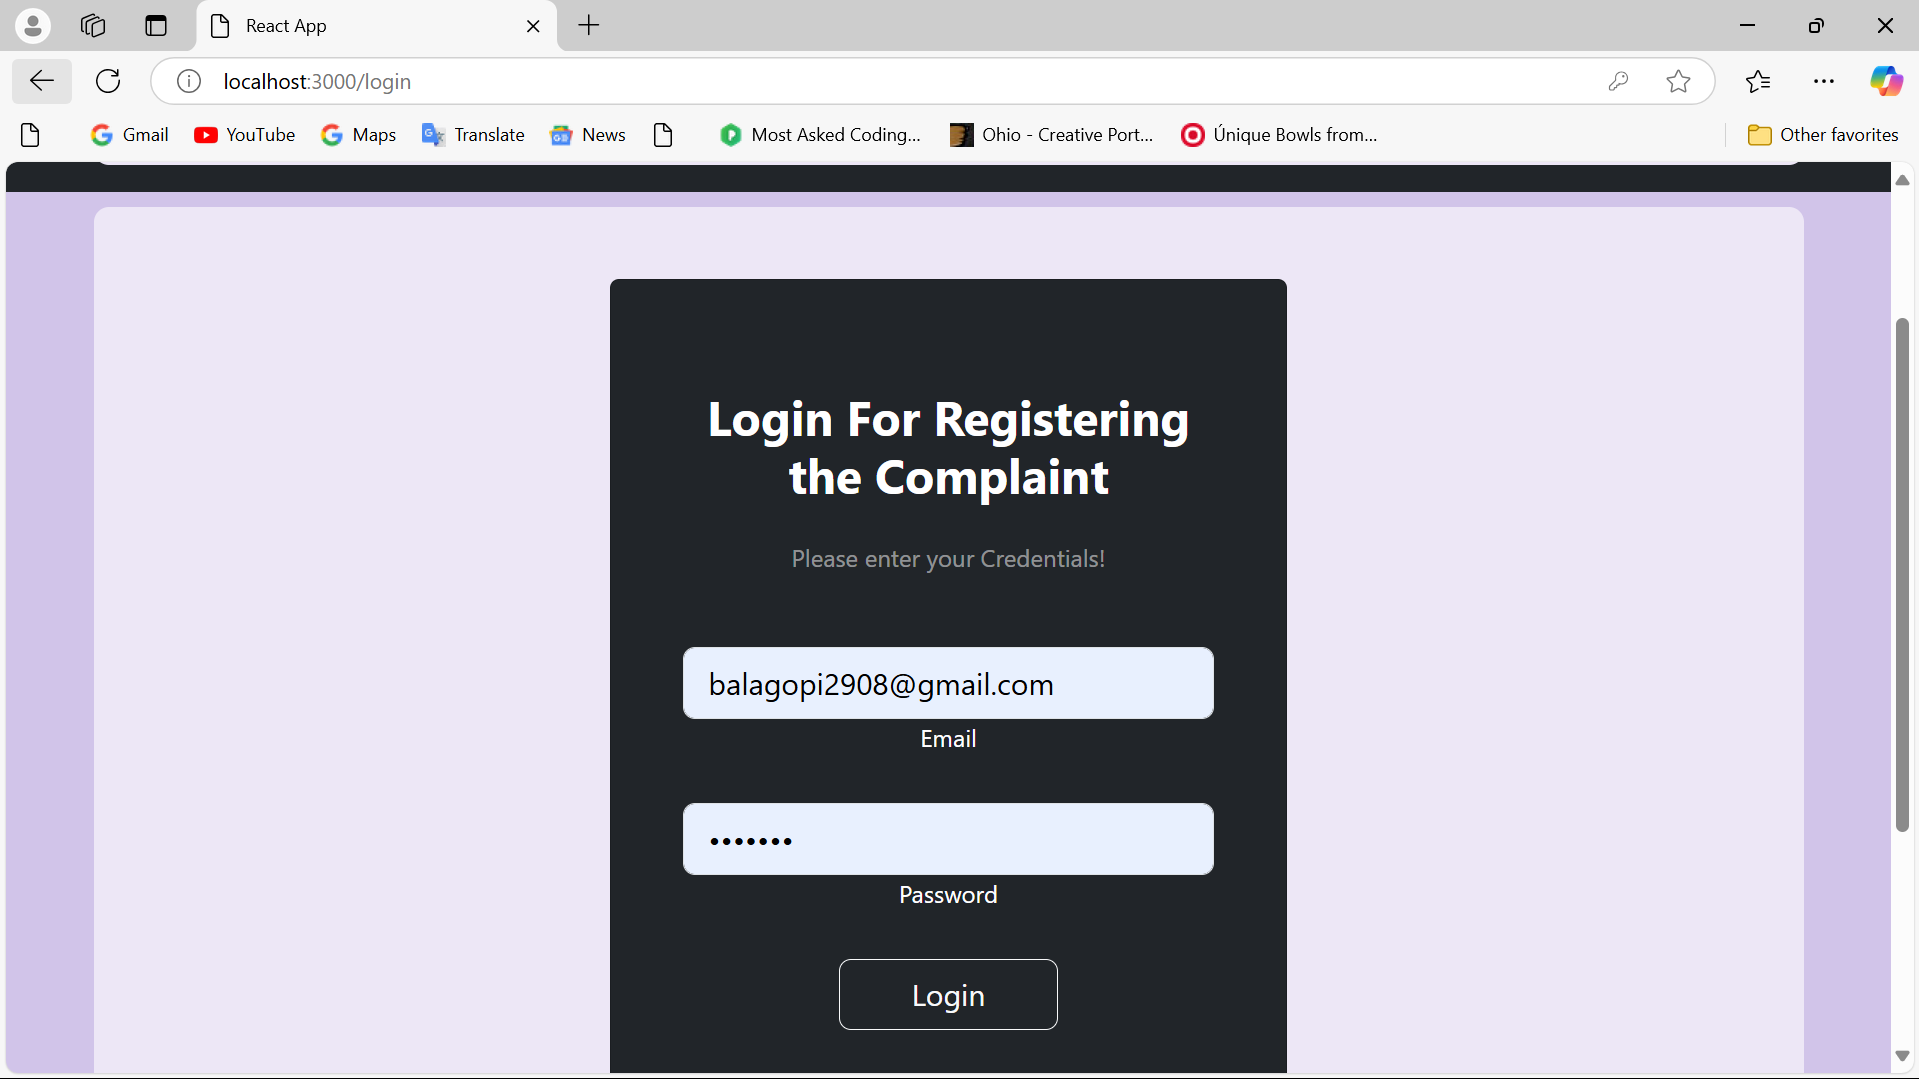 React App
localhost:3000/login
Gmail YouTube Maps Translate News Most Asked Coding... Ohio - Creative Port... Únique Bowls from... Other favorites
Login For Registering
the Complaint
Please enter your Credentials!
balagopi2908@gmail.com
Email
•••••••
Password
Login